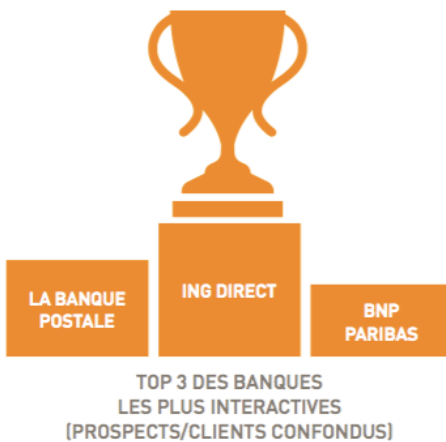 LA BANQUE
POSTALE
ING DIRECT
BNP
PARIBAS
TOP 3 DES BANQUES
LES PLUS INTERACTIVES
(PROSPECTS/CLIENTS CONFONDUS)